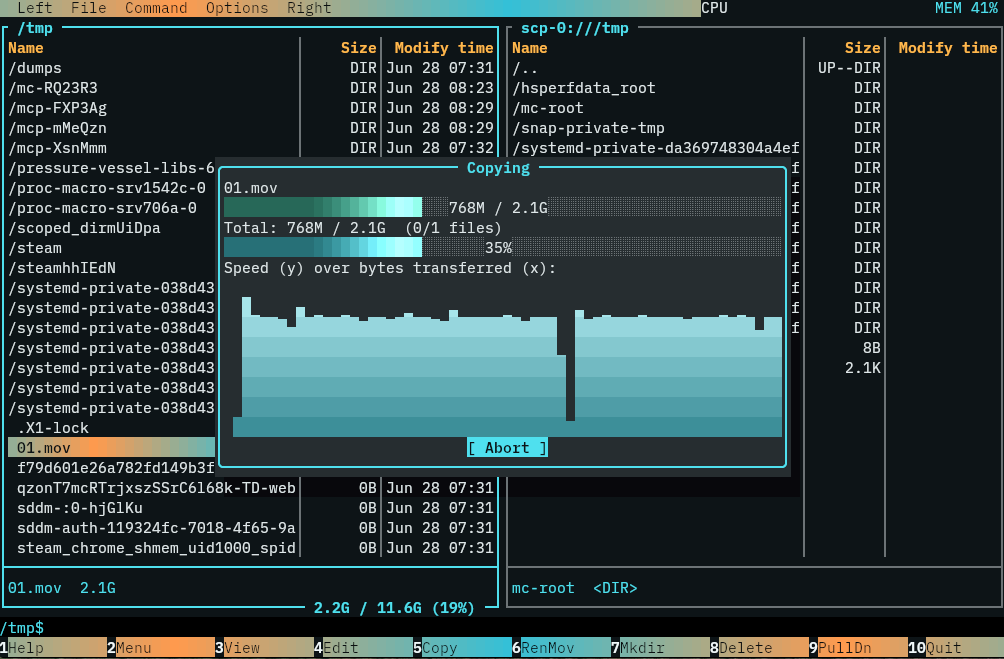 Left File Command Options Right CPU MEM 41%
/tmp scp-0:///tmp
Name Size Modify time Name Size Modify time
/dumps DIR Jun 28 07:31 /.. UP--DIR
/mc-RQ23R3 DIR Jun 28 08:23 /hsperfdata_root DIR
/mcp-FXP3Ag DIR Jun 28 08:29 /mc-root DIR
/mcp-mMeQzn DIR Jun 28 08:29 /snap-private-tmp DIR
/mcp-XsnMmm DIR Jun 28 07:32 /systemd-private-da369748304a4ef DIR
/pressure-vessel-libs-6 Copying f DIR
/proc-macro-srv1542c-0 01.mov f DIR
/proc-macro-srv706a-0 768M / 2.1G f DIR
/scoped_dirmUiDpa Total: 768M / 2.1G (0/1 files) f DIR
/steam 35% f DIR
/steamhhIEdN Speed (y) over bytes transferred (x): f DIR
/systemd-private-038d43 f DIR
/systemd-private-038d43 f DIR
/systemd-private-038d43 f DIR
/systemd-private-038d43 8B
/systemd-private-038d43 2.1K
/systemd-private-038d43
/systemd-private-038d43
.X1-lock
01.mov [ Abort ]
f79d601e26a782fd149b3f
qzonT7mcRTrjxszSSrC6l68k-TD-web 0B Jun 28 07:31
sddm-:0-hjGlKu 0B Jun 28 07:31
sddm-auth-119324fc-7018-4f65-9a 0B Jun 28 07:31
steam_chrome_shmem_uid1000_spid 0B Jun 28 07:31
01.mov 2.1G mc-root <DIR>
2.2G / 11.6G (19%)
/tmp$
1Help 2Menu 3View 4Edit 5Copy 6RenMov 7Mkdir 8Delete 9PullDn 10Quit